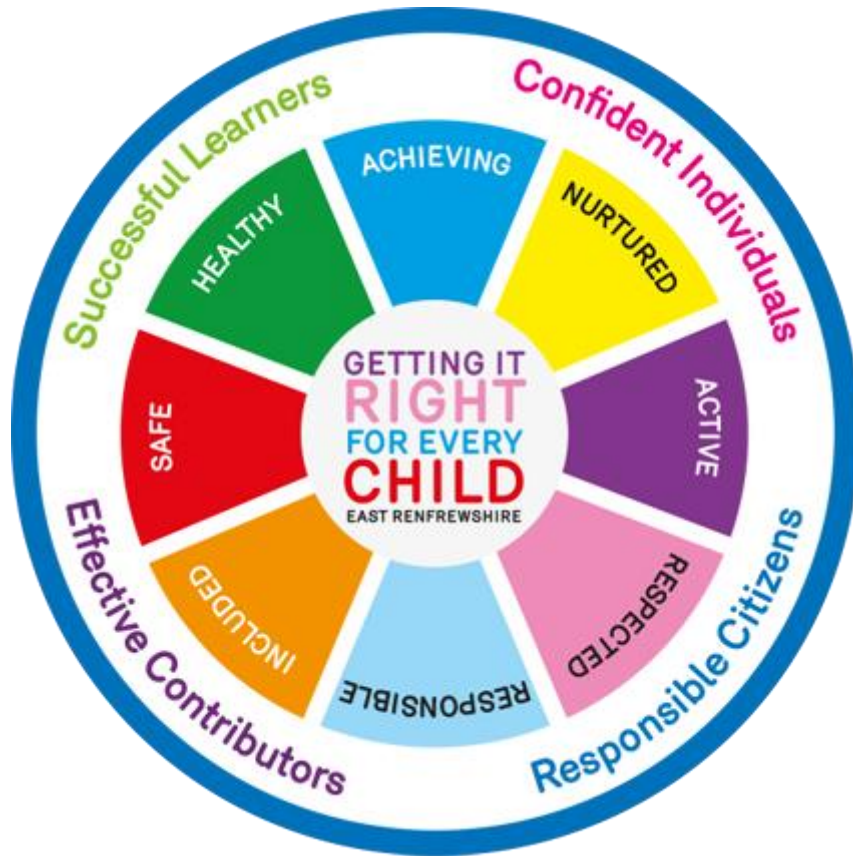 Successful Learners
Confident Individuals
ACHIEVING
NURTURED
ACTIVE
RESPECTED
RESPONSIBLE
INCLUDED
SAFE
HEALTHY
GETTING IT
RIGHT
FOR EVERY
CHILD
EAST RENFREWSHIRE
Effective Contributors
Responsible Citizens